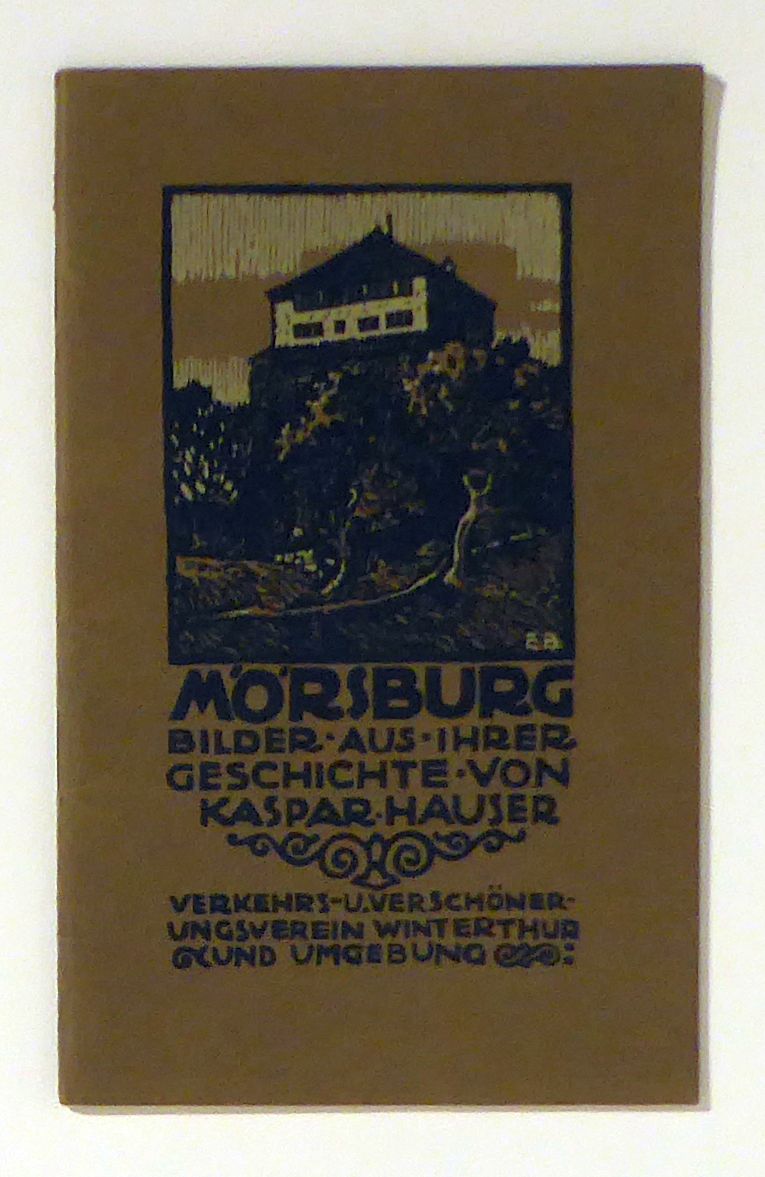 E.B.
MÖRSBURG
BILDER·AUS·IHRER
GESCHICHTE·VON
KASPAR·HAUSER
VERKEHRS-U.VERSCHÖNER-
UNGSVEREIN WINTERTHUR
UND UMGEBUNG :